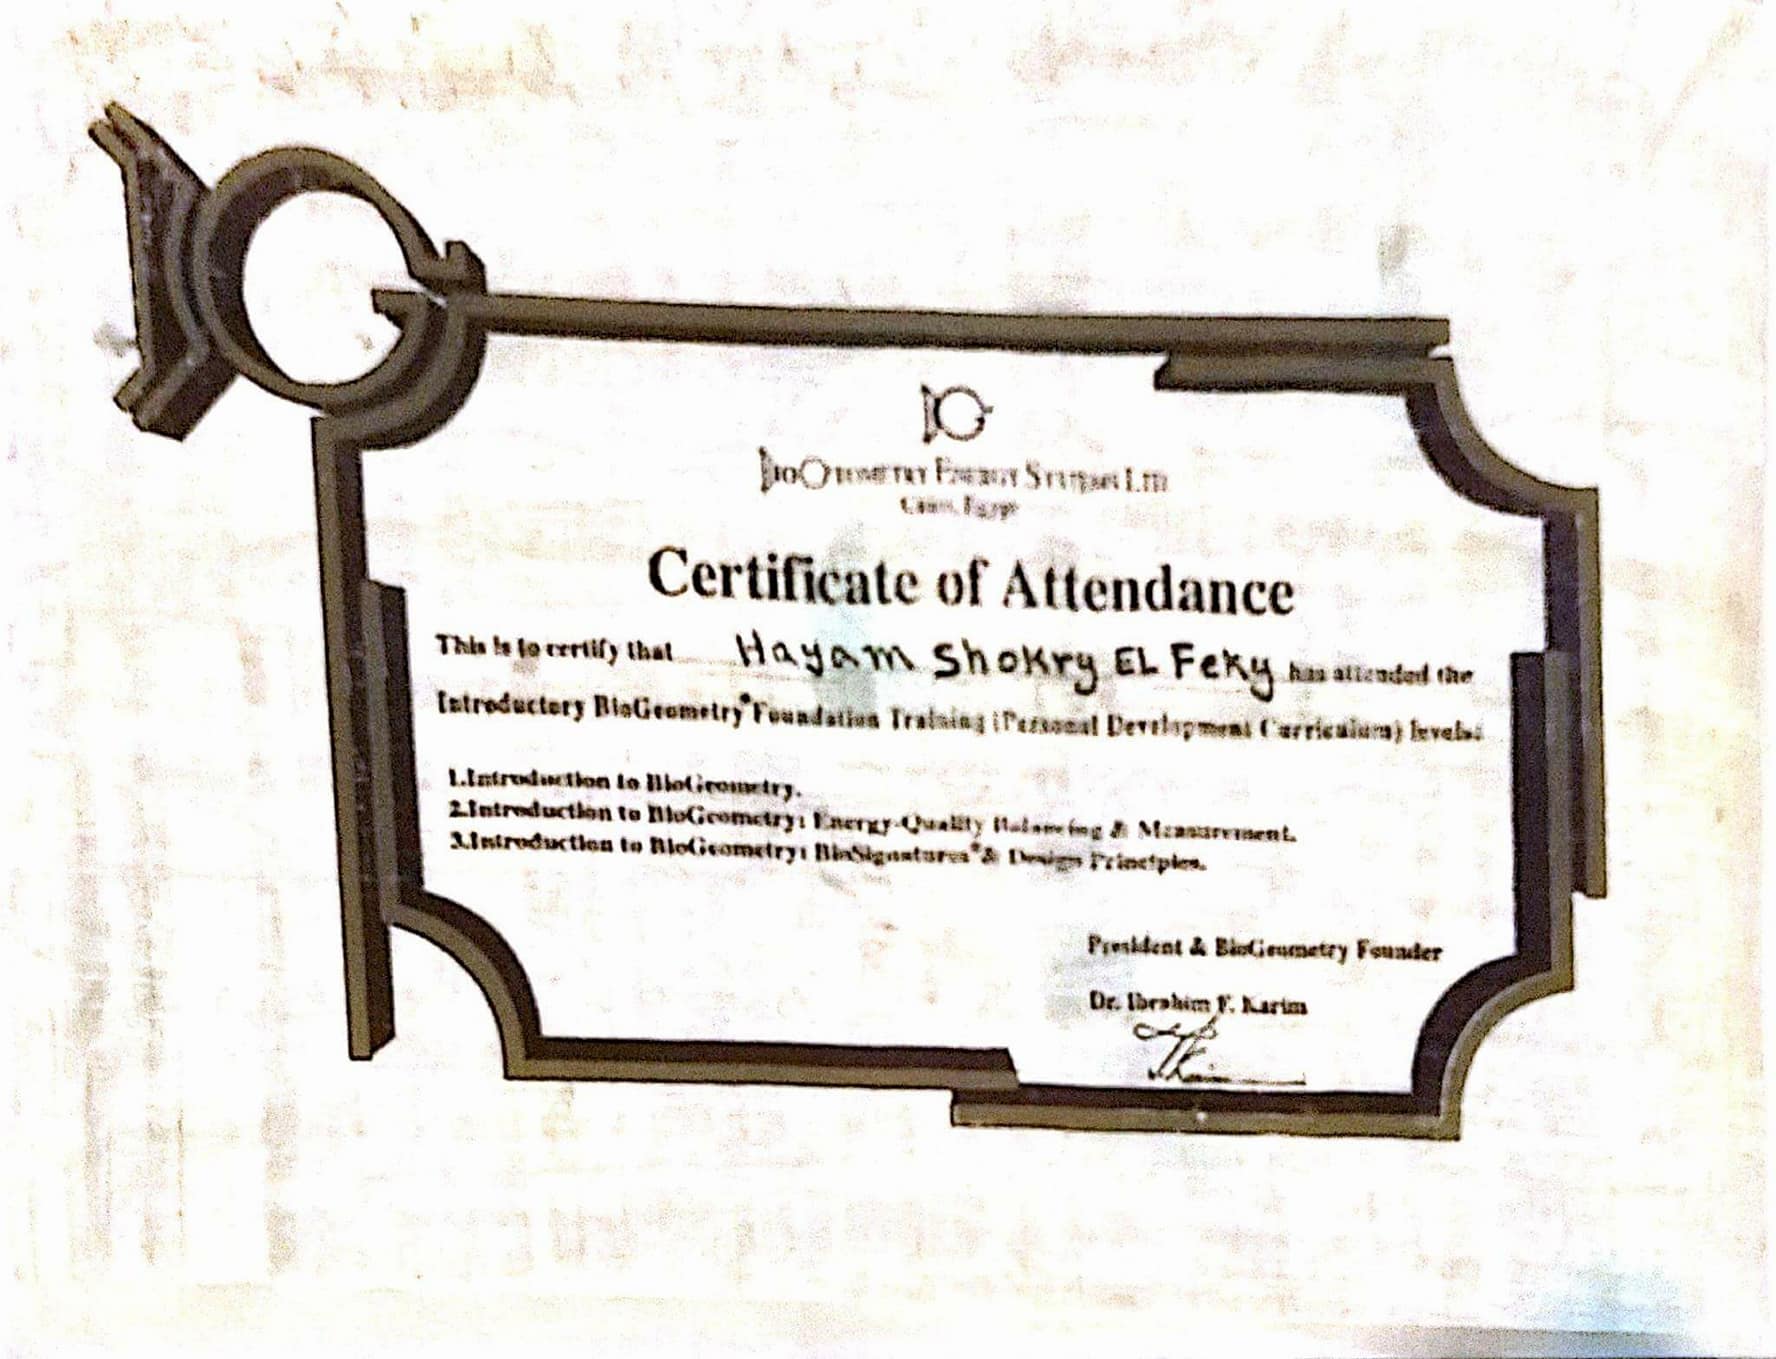 BioGeometry Energy Systems Ltd
Cairo, Egypt
Certificate of Attendance
This is to certify that Hayam Shokry EL Feky has attended the
Introductory BioGeometry® Foundation Training (Personal Development Curriculum) levels:
1.Introduction to BioGeometry.
2.Introduction to BioGeometry: Energy-Quality Balancing & Measurement.
3.Introduction to BioGeometry: BioSignatures® & Design Principles.
President & BioGeometry Founder
Dr. Ibrahim F. Karim